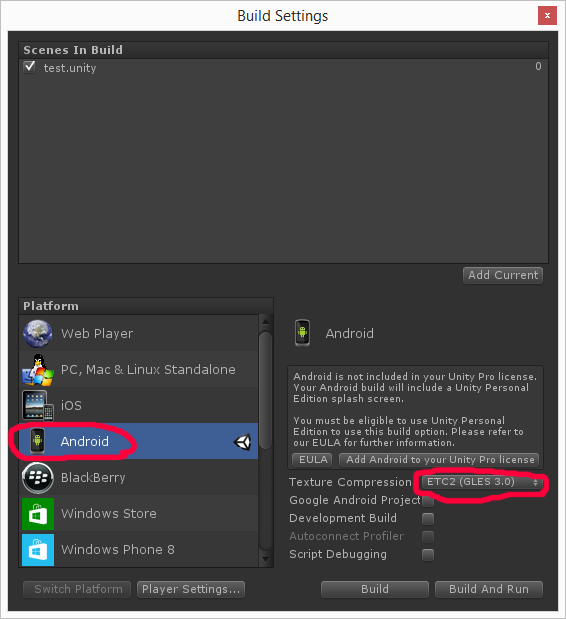 Build Settings
x
Scenes In Build
test.unity 0
Add Current
Platform
Web Player
PC, Mac & Linux Standalone
iOS
Android
BlackBerry
Windows Store
Windows Phone 8
Android
Android is not included in your Unity Pro license.
Your Android build will include a Unity Personal
Edition splash screen.
You must be eligible to use Unity Personal
Edition to use this build option. Please refer to
our EULA for further information.
EULA Add Android to your Unity Pro license
Texture Compression ETC2 (GLES 3.0)
Google Android Project
Development Build
Autoconnect Profiler
Script Debugging
Switch Platform Player Settings... Build Build And Run